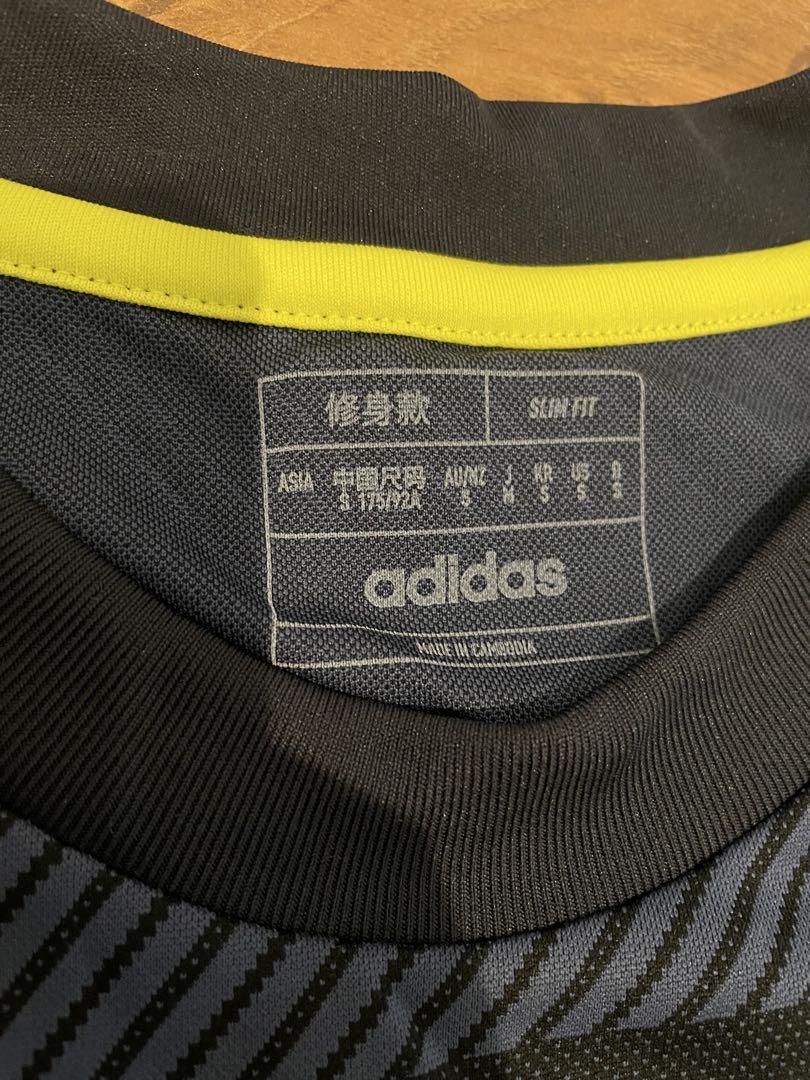 修身款 SLIM FIT
ASIA 中国尺码 AU/NZ J KR US D
S 175/92A S M S S S
adidas
MADE IN CAMBODIA